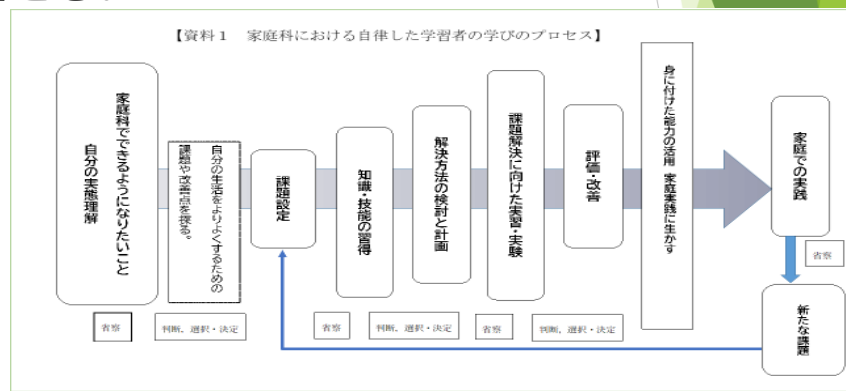 【資料1 家庭科における自律した学習者の学びのプロセス】
家庭科でできるようになりたいこと
自分の実態理解
自分の生活をよりよくするための
課題や改善点を探る。
課題設定
知識・技能の習得
解決方法の検討と計画
課題解決に向けた実習・実験
評価・改善
身に付けた能力の活用 家庭実践に生かす
家庭での実践
省察
新たな課題
省察
判断、選択・決定
省察
判断、選択・決定
省察
判断、選択・決定